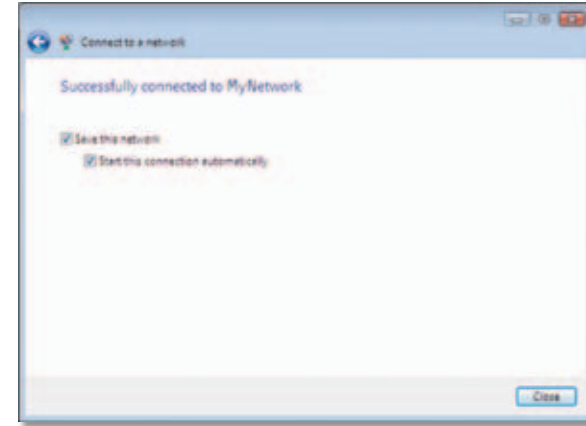 Connect to a network
Successfully connected to MyNetwork
Save this network
Start this connection automatically
Close